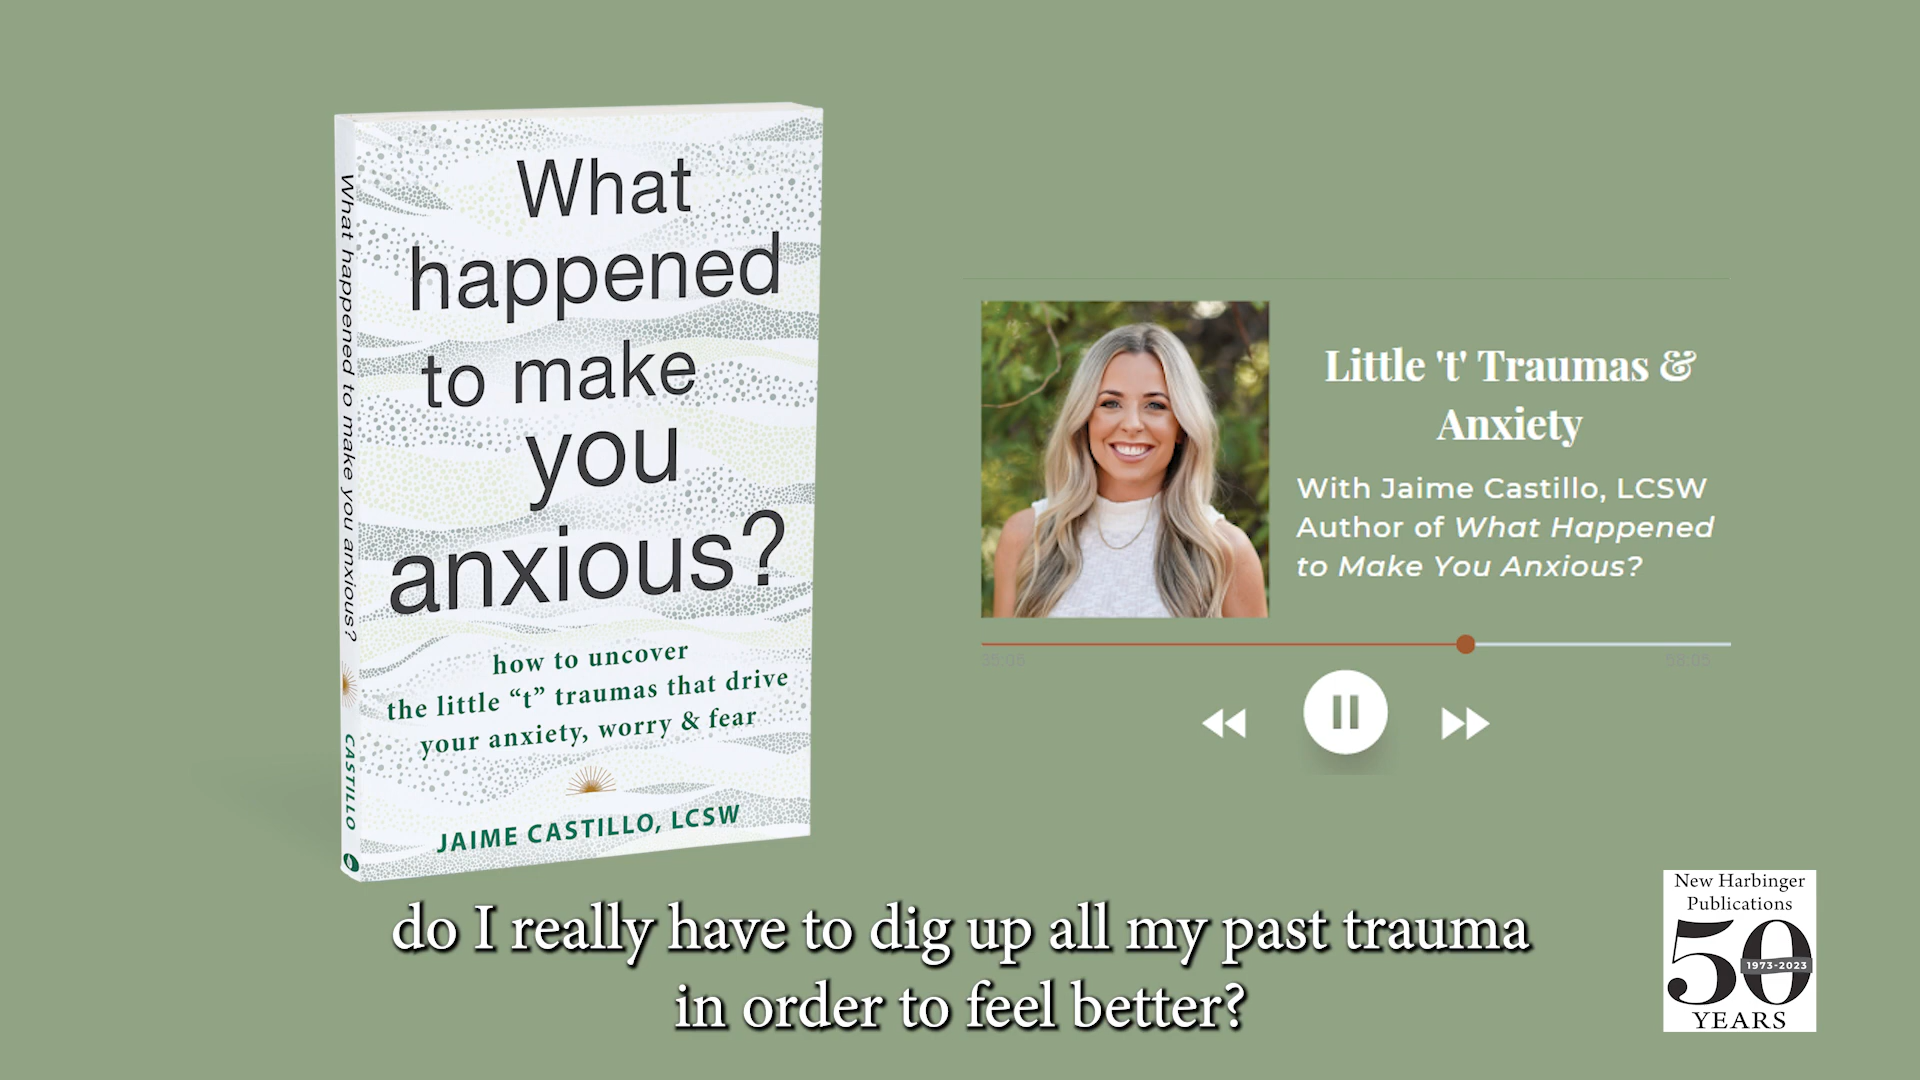 What happened to make you anxious?
CASTILLO
What
happened
to make
you
anxious?
how to uncover
the little “t” traumas that drive
your anxiety, worry & fear
JAIME CASTILLO, LCSW
Little 't' Traumas &
Anxiety
With Jaime Castillo, LCSW
Author of What Happened
to Make You Anxious?
35:05
do I really have to dig up all my past trauma
in order to feel better?
New Harbinger
Publications
50
1973-2023
YEARS